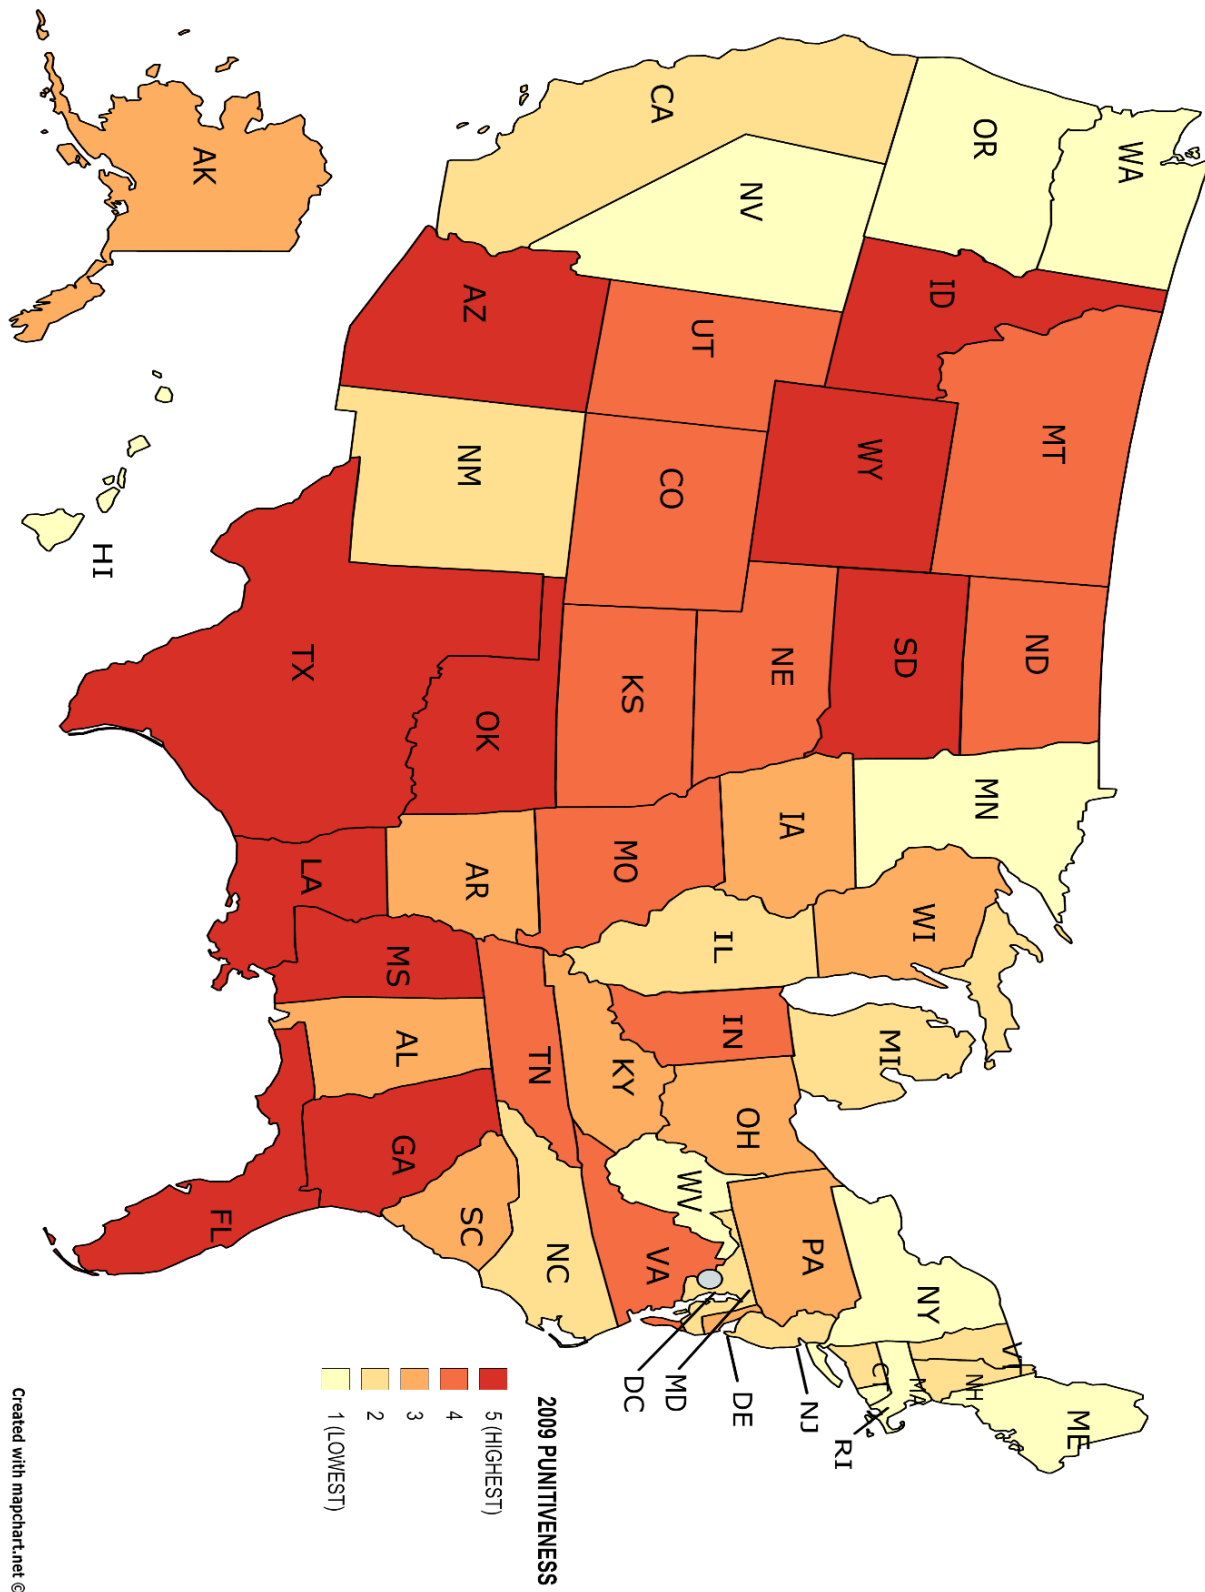 WA
OR
CA
NV
ID
MT
WY
UT
AZ
CO
NM
ND
SD
NE
KS
OK
TX
MN
IA
MO
AR
LA
WI
IL
MI
IN
OH
KY
TN
MS
AL
GA
FL
SC
NC
VA
WV
PA
NY
VT
NH
ME
MA
CT
RI
NJ
DE
MD
DC
AK
HI
2009 PUNITIVENESS
5 (HIGHEST)
4
3
2
1 (LOWEST)
Created with mapchart.net ©